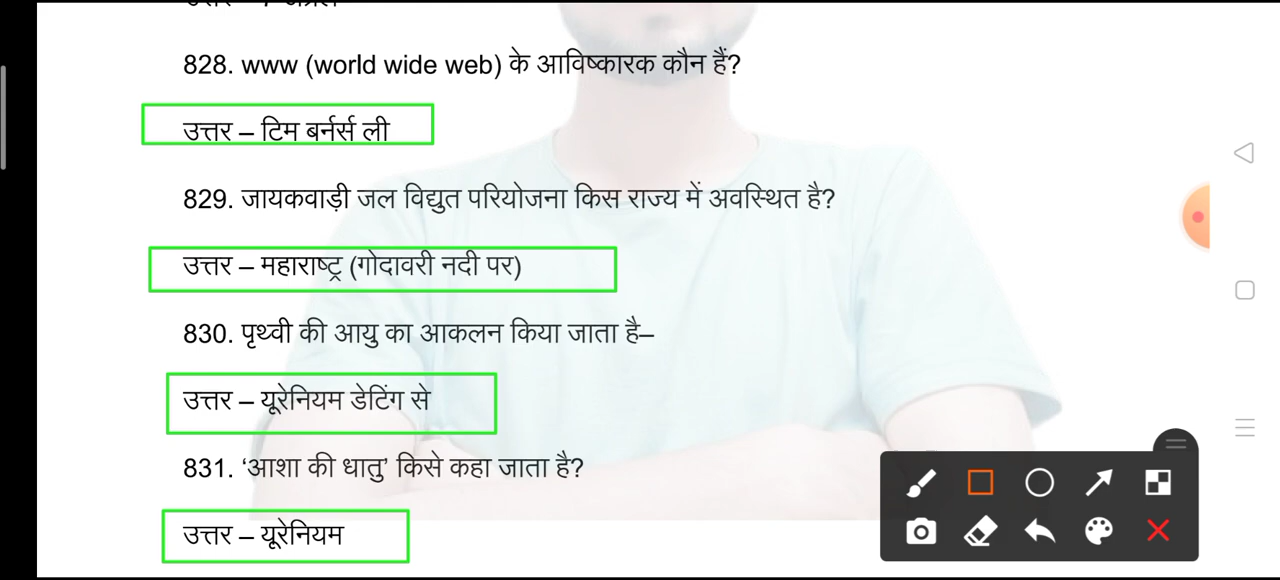 828. www (world wide web) के आविष्कारक कौन हैं?
उत्तर – टिम बर्नर्स ली
829. जायकवाड़ी जल विद्युत परियोजना किस राज्य में अवस्थित है?
उत्तर – महाराष्ट्र (गोदावरी नदी पर)
830. पृथ्वी की आयु का आकलन किया जाता है–
उत्तर – यूरेनियम डेटिंग से
831. ‘आशा की धातु’ किसे कहा जाता है?
उत्तर – यूरेनियम